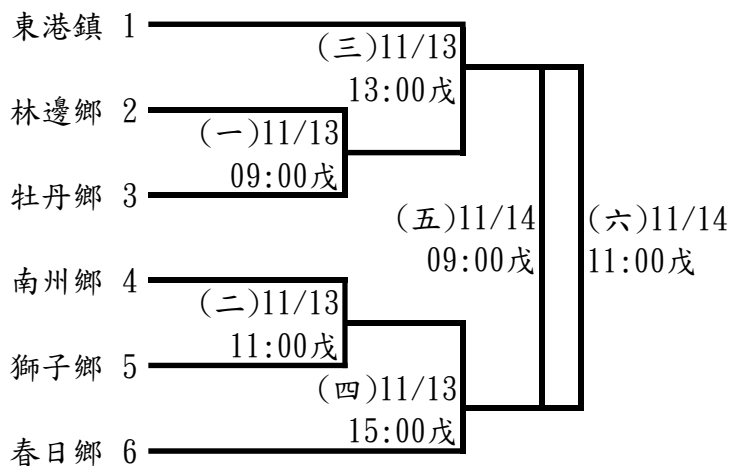 東港鎮 1
(三)11/13
13:00戊
林邊鄉 2
(一)11/13
09:00戊
牡丹鄉 3
(五)11/14
09:00戊
(六)11/14
11:00戊
南州鄉 4
(二)11/13
11:00戊
獅子鄉 5
(四)11/13
15:00戊
春日鄉 6